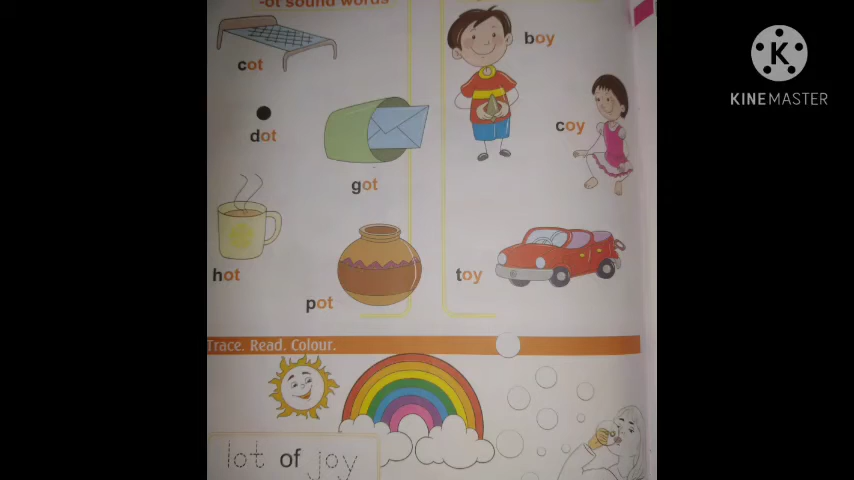 -ot sound words
cot
dot
got
hot
pot
boy
coy
toy
Trace. Read. Colour.
lot of joy
KINEMASTER